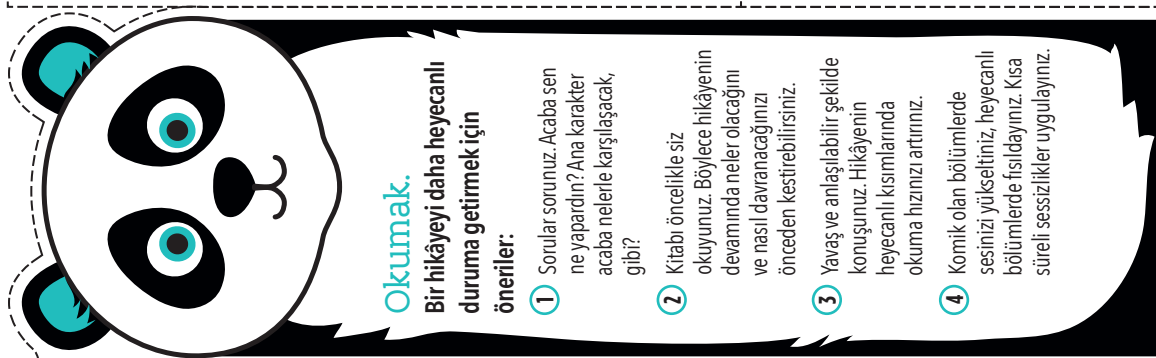 Okumak.
Bir hikâyeyi daha heyecanlı
duruma getirmek için
öneriler:
1 Sorular sorunuz. Acaba sen
ne yapardın? Ana karakter
acaba nelerle karşılaşacak,
gibi?
2 Kitabı öncelikle siz
okuyunuz. Böylece hikâyenin
devamında neler olacağını
ve nasıl davranacağınızı
önceden kestirebilirsiniz.
3 Yavaş ve anlaşılabilir şekilde
konuşunuz. Hikâyenin
heyecanlı kısımlarında
okuma hızınızı artırınız.
4 Komik olan bölümlerde
sesinizi yükseltiniz, heyecanlı
bölümlerde fısıldayınız. Kısa
süreli sessizlikler uygulayınız.